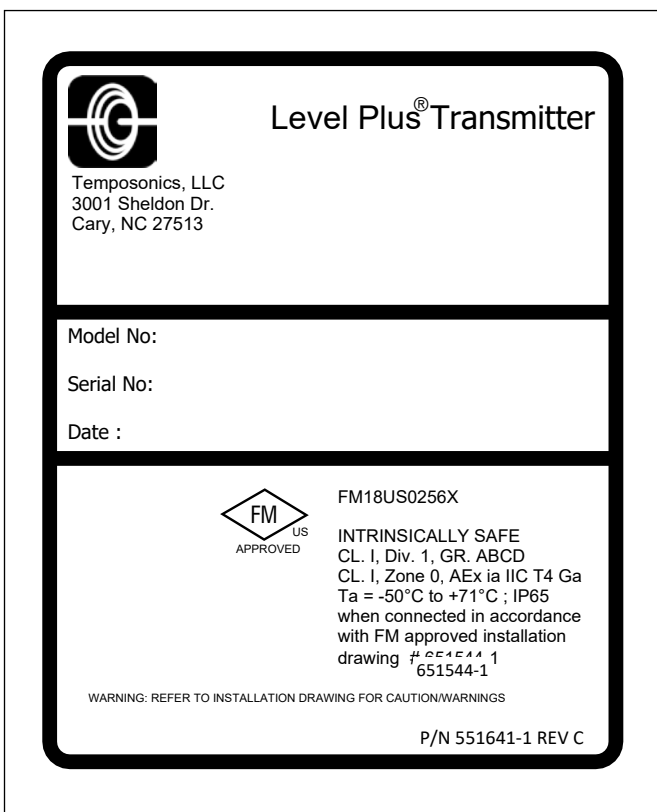 Level Plus® Transmitter
Temposonics, LLC
3001 Sheldon Dr.
Cary, NC 27513
Model No:
Serial No:
Date :
FM
US
APPROVED
FM18US0256X
INTRINSICALLY SAFE
CL. I, Div. 1, GR. ABCD
CL. I, Zone 0, AEx ia IIC T4 Ga
Ta = -50°C to +71°C ; IP65
when connected in accordance
with FM approved installation
drawing # 651544-1
651544-1
WARNING: REFER TO INSTALLATION DRAWING FOR CAUTION/WARNINGS
P/N 551641-1 REV C